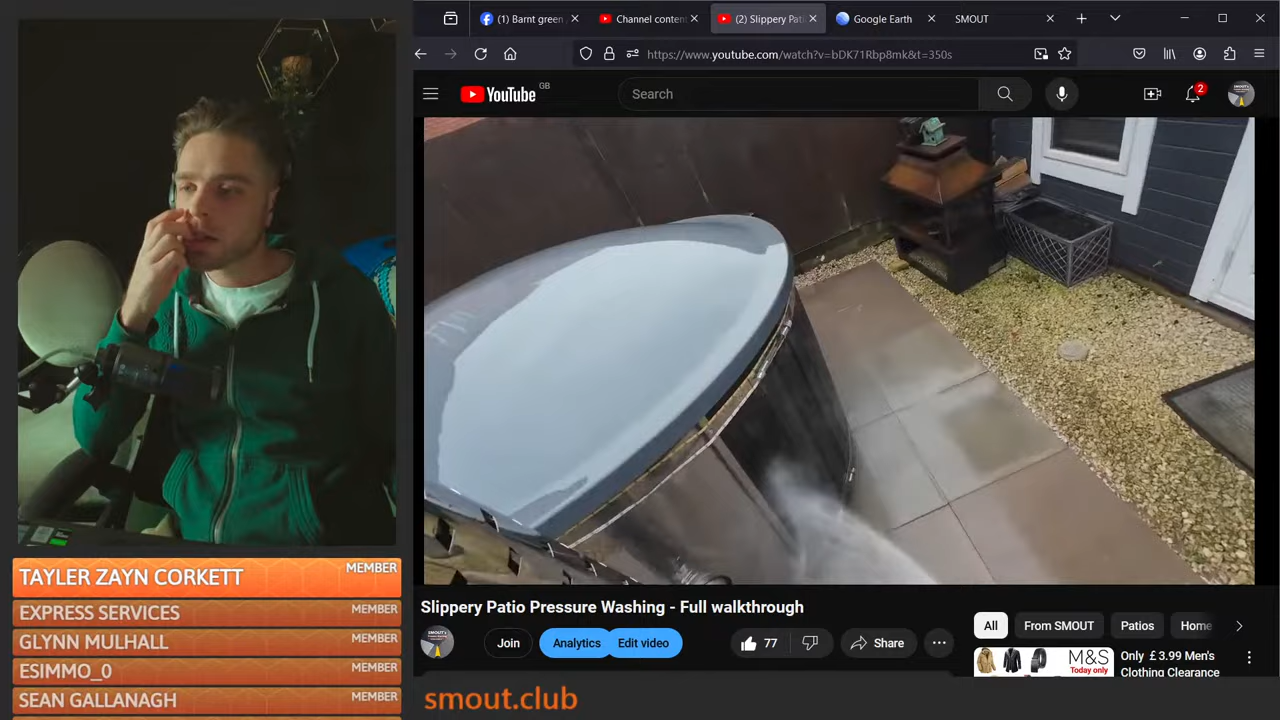 (1) Barnt green
Channel conten
(2) Slippery Pati
Google Earth
SMOUT
https://www.youtube.com/watch?v=bDK71Rbp8mk&t=350s
YouTube GB
Search
2
Slippery Patio Pressure Washing - Full walkthrough
Join
Analytics
Edit video
77
Share
All
From SMOUT
Patios
Home
M&S
Today only
Only £3.99 Men's
Clothing Clearance
TAYLER ZAYN CORKETT MEMBER
EXPRESS SERVICES MEMBER
GLYNN MULHALL MEMBER
ESIMMO_0 MEMBER
SEAN GALLANAGH MEMBER
smout.club